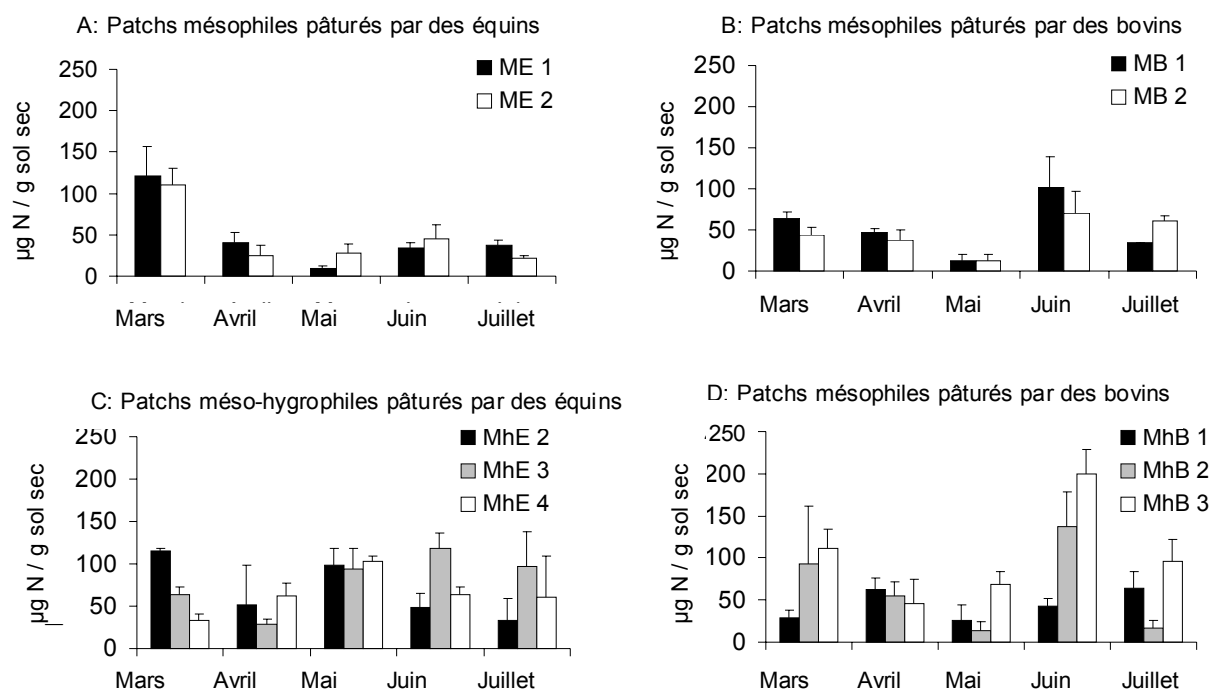 A: Patchs mésophiles pâturés par des équins
250
200
150
100
50
0
µg N / g sol sec
ME 1
ME 2
Mars Avril Mai Juin Juillet
B: Patchs mésophiles pâturés par des bovins
250
200
150
100
50
0
µg N / g sol sec
MB 1
MB 2
Mars Avril Mai Juin Juillet
C: Patchs méso-hygrophiles pâturés par des équins
250
200
150
100
50
0
µg N / g sol sec
MhE 2
MhE 3
MhE 4
Mars Avril Mai Juin Juillet
D: Patchs mésophiles pâturés par des bovins
250
200
150
100
50
0
µg N / g sol sec
MhB 1
MhB 2
MhB 3
Mars Avril Mai Juin Juillet